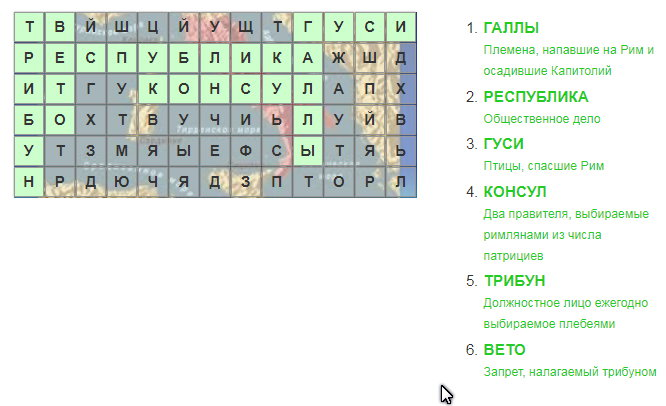 Т В Й Ш Ц Й У Щ Т Г У С И
Р Е С П У Б Л И К А Ж Ш Д
И Т Г У К О Н С У Л А П Х
Б О Х Т В У Ч И Ь Л У Й В
У Т З М Я Ы Е Ф С Ы Т Я Ь
Н Р Д Ю Ч Я Д З П Т О Р Л
1. ГАЛЛЫ
Племена, напавшие на Рим и
осадившие Капитолий
2. РЕСПУБЛИКА
Общественное дело
3. ГУСИ
Птицы, спасшие Рим
4. КОНСУЛ
Два правителя, выбираемые
римлянами из числа
патрициев
5. ТРИБУН
Должностное лицо ежегодно
выбираемое плебеями
6. ВЕТО
Запрет, налагаемый трибуном